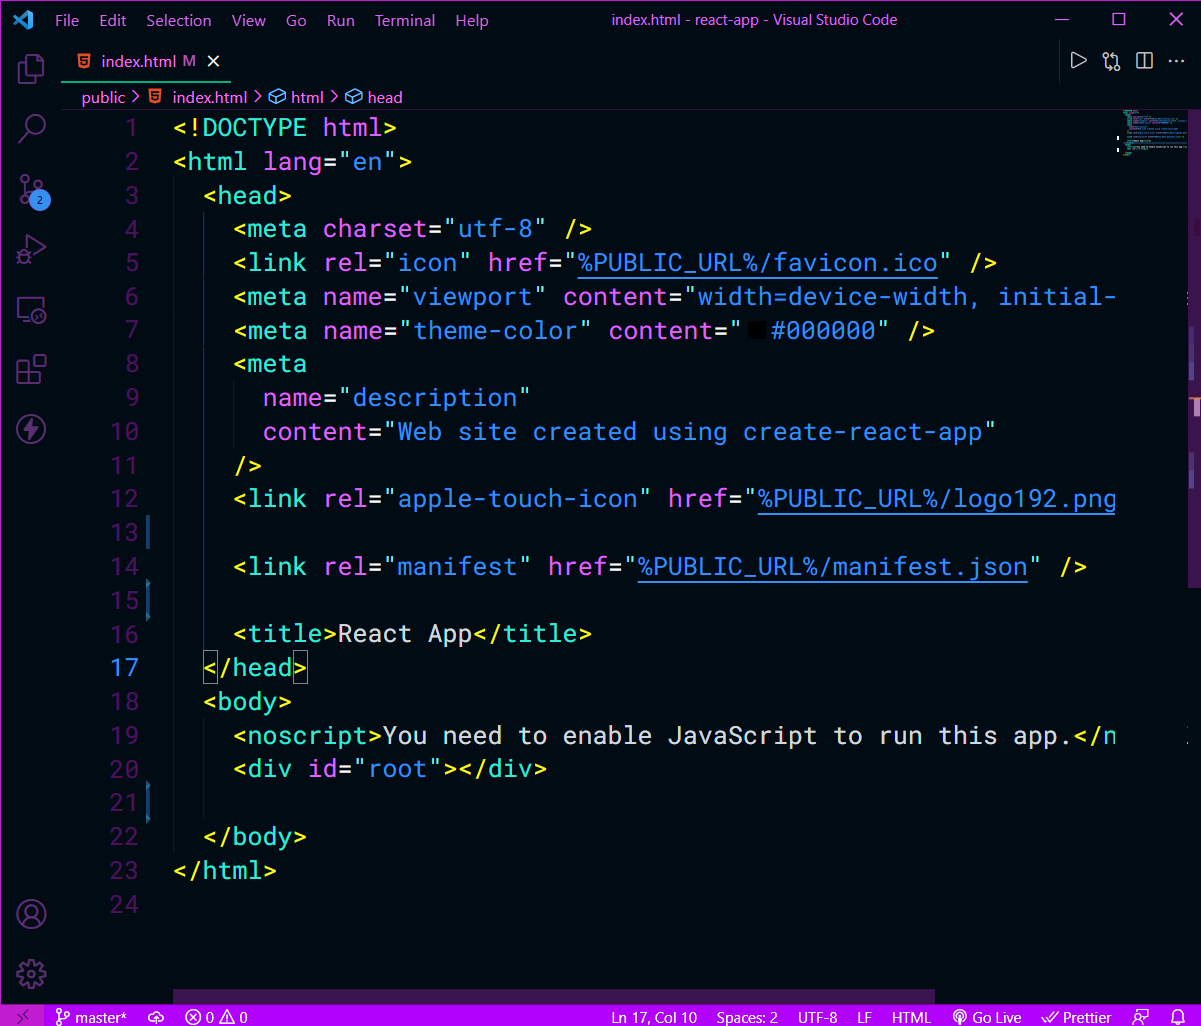 File Edit Selection View Go Run Terminal Help index.html - react-app - Visual Studio Code
index.html M
public > index.html > html > head
2
1 <!DOCTYPE html>
2 <html lang="en">
3 <head>
4 <meta charset="utf-8" />
5 <link rel="icon" href="%PUBLIC_URL%/favicon.ico" />
6 <meta name="viewport" content="width=device-width, initial-
7 <meta name="theme-color" content="#000000" />
8 <meta
9 name="description"
10 content="Web site created using create-react-app"
11 />
12 <link rel="apple-touch-icon" href="%PUBLIC_URL%/logo192.png
13
14 <link rel="manifest" href="%PUBLIC_URL%/manifest.json" />
15
16 <title>React App</title>
17 </head>
18 <body>
19 <noscript>You need to enable JavaScript to run this app.</n
20 <div id="root"></div>
21
22 </body>
23 </html>
24
master* 0 0 Ln 17, Col 10 Spaces: 2 UTF-8 LF HTML Go Live Prettier